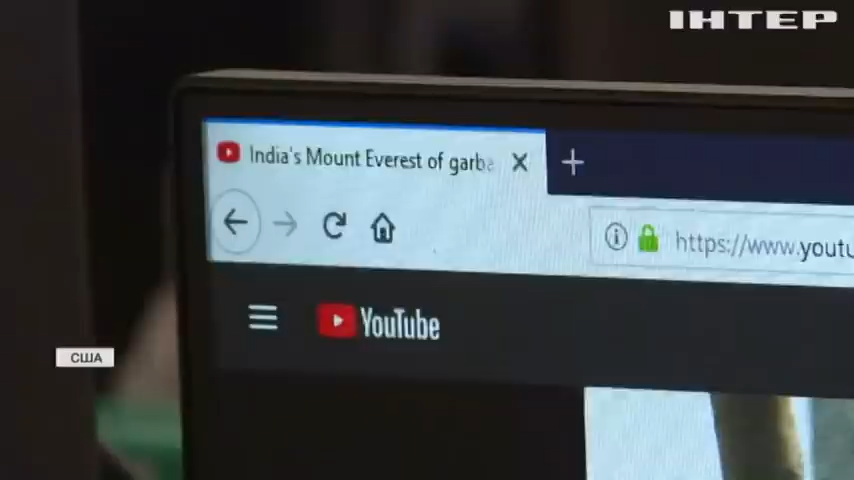 ІНТЕР
India's Mount Everest of garba
https://www.youtu
YouTube
США